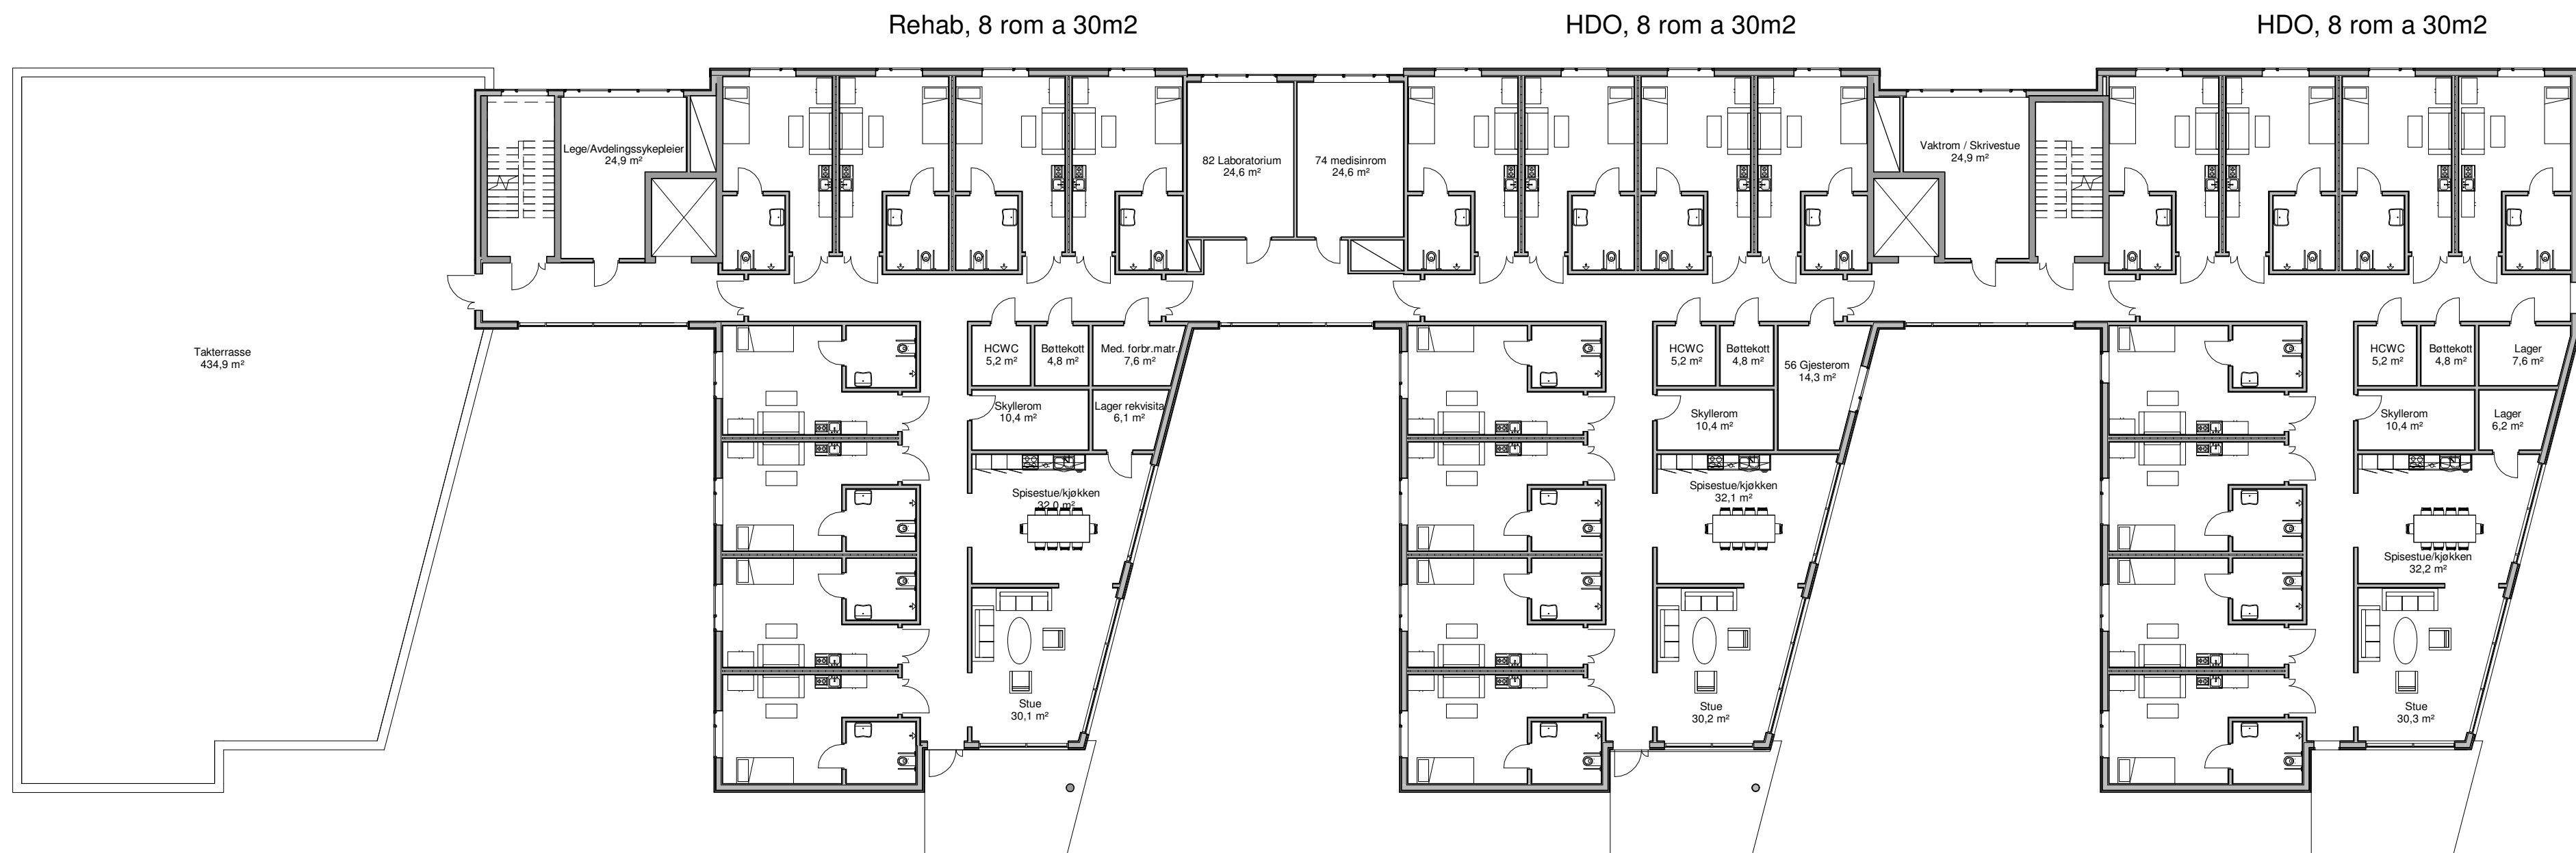 Rehab, 8 rom a 30m2
HDO, 8 rom a 30m2
HDO, 8 rom a 30m2
Lege/Avdelingssykepleier
24,9 m²
82 Laboratorium
24,6 m²
74 medisinrom
24,6 m²
Vaktrom / Skrivestue
24,9 m²
Takterrasse
434,9 m²
HCWC
5,2 m²
Bøttekott
4,8 m²
Med. forbr.matr.
7,6 m²
Skyllerom
10,4 m²
Lager rekvisita
6,1 m²
Spisestue/kjøkken
32,0 m²
Stue
30,1 m²
HCWC
5,2 m²
Bøttekott
4,8 m²
56 Gjesterom
14,3 m²
Skyllerom
10,4 m²
Spisestue/kjøkken
32,1 m²
Stue
30,2 m²
HCWC
5,2 m²
Bøttekott
4,8 m²
Lager
7,6 m²
Skyllerom
10,4 m²
Lager
6,2 m²
Spisestue/kjøkken
32,2 m²
Stue
30,3 m²